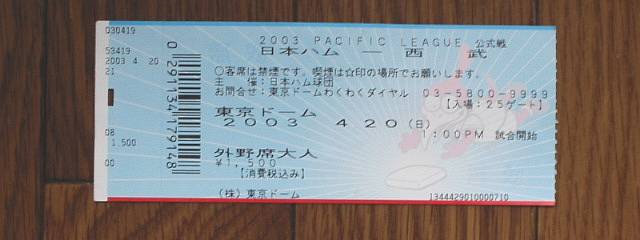 030419
53419
2003 4 20
21
08
1.500
00
0291134179148
2003 PACIFIC LEAGUE 公式戦
日本ハム ― 西 武
○客席は禁煙です。喫煙は☆印の場所でお願いします。
主 催:日本ハム球団
お問合せ:東京ドームわくわくダイヤル 03-5800-9999
【入場:25ゲート】
東京ドーム
2003 4 20(日)
1:00PM 試合開始
外野席大人
¥1,500
【消費税込み】
(株)東京ドーム
1344429010000710